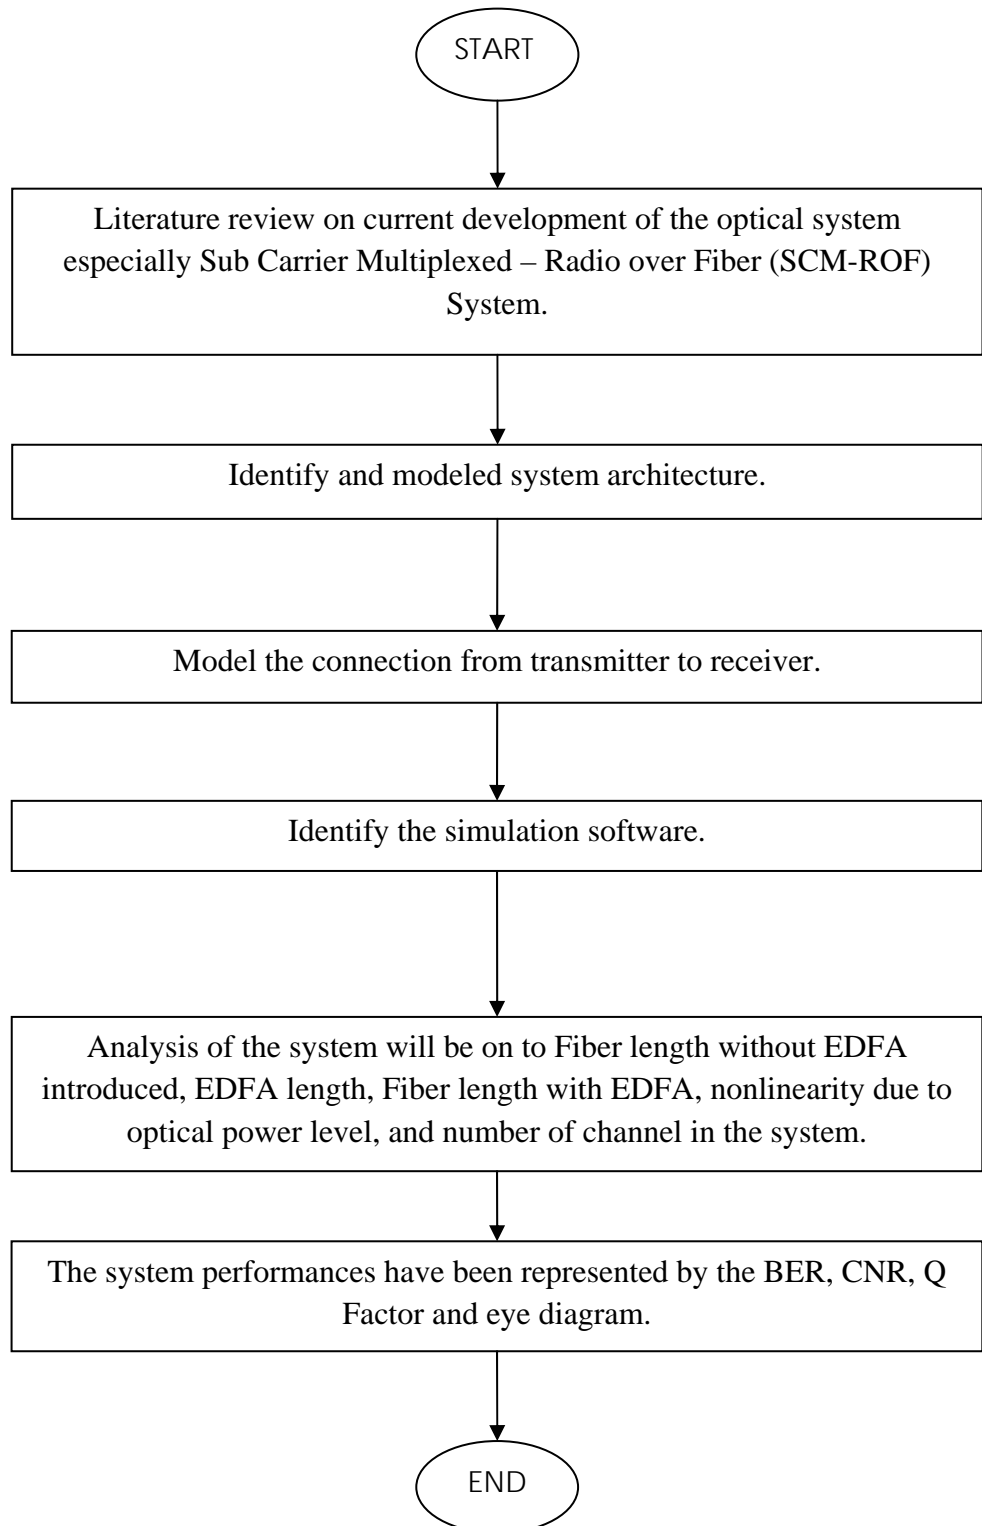 START
Literature review on current development of the optical system
especially Sub Carrier Multiplexed – Radio over Fiber (SCM-ROF)
System.
Identify and modeled system architecture.
Model the connection from transmitter to receiver.
Identify the simulation software.
Analysis of the system will be on to Fiber length without EDFA
introduced, EDFA length, Fiber length with EDFA, nonlinearity due to
optical power level, and number of channel in the system.
The system performances have been represented by the BER, CNR, Q
Factor and eye diagram.
END